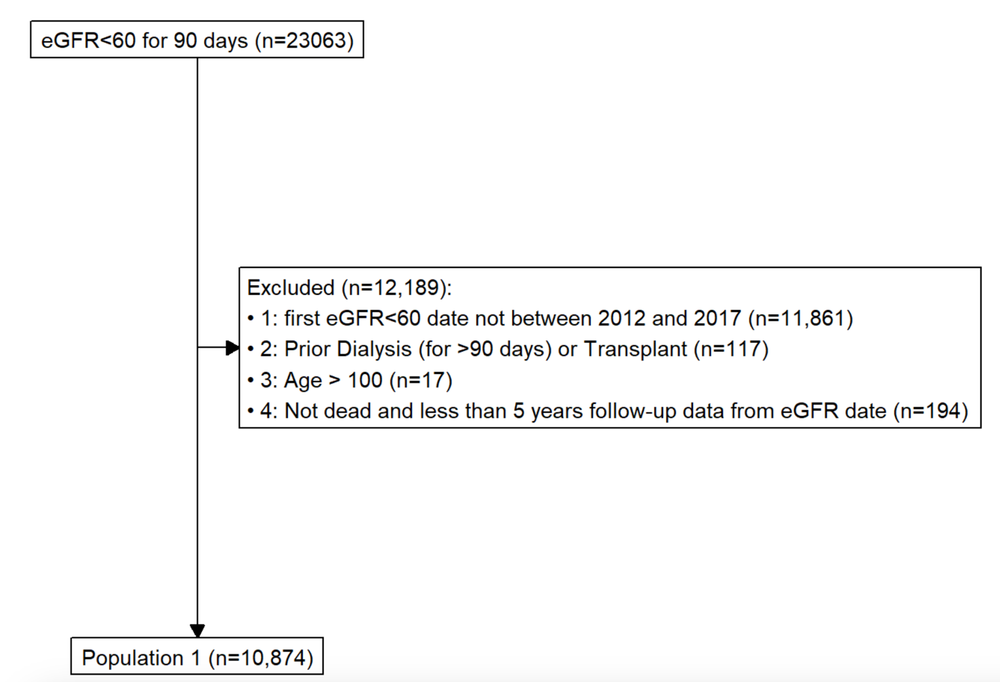 eGFR<60 for 90 days (n=23063)
Excluded (n=12,189):
• 1: first eGFR<60 date not between 2012 and 2017 (n=11,861)
• 2: Prior Dialysis (for >90 days) or Transplant (n=117)
• 3: Age > 100 (n=17)
• 4: Not dead and less than 5 years follow-up data from eGFR date (n=194)
Population 1 (n=10,874)